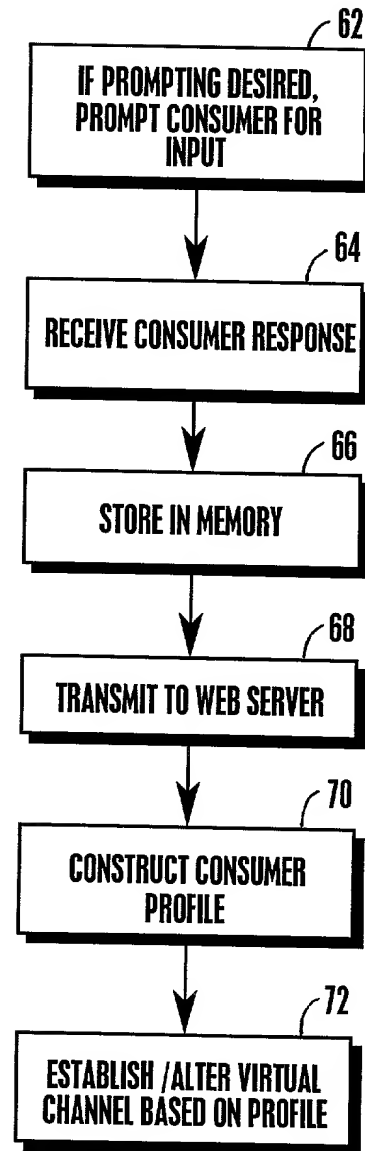 62
IF PROMPTING DESIRED,
PROMPT CONSUMER FOR
INPUT
64
RECEIVE CONSUMER RESPONSE
66
STORE IN MEMORY
68
TRANSMIT TO WEB SERVER
70
CONSTRUCT CONSUMER
PROFILE
72
ESTABLISH /ALTER VIRTUAL
CHANNEL BASED ON PROFILE